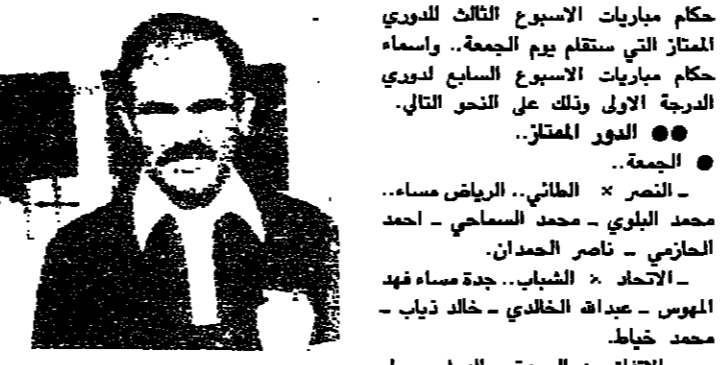 حكام مباريات الاسبوع الثالث للدوري
الممتاز التي ستقام يوم الجمعة.. واسماء
حكام مباريات الاسبوع السابع لدوري
الدرجة الاولى وذلك على النحو التالي.
●● الدور الممتاز..
● الجمعة..
ـ النصر × الطائي.. الرياض مساء..
محمد البلوي ـ محمد السماحي ـ احمد
الحازمي ـ ناصر الحمدان.
ـ الاتحاد × الشباب.. جدة مساء فهد
المهوس ـ عبدالله الخالدي ـ خالد ذياب ـ
محمد خياط.